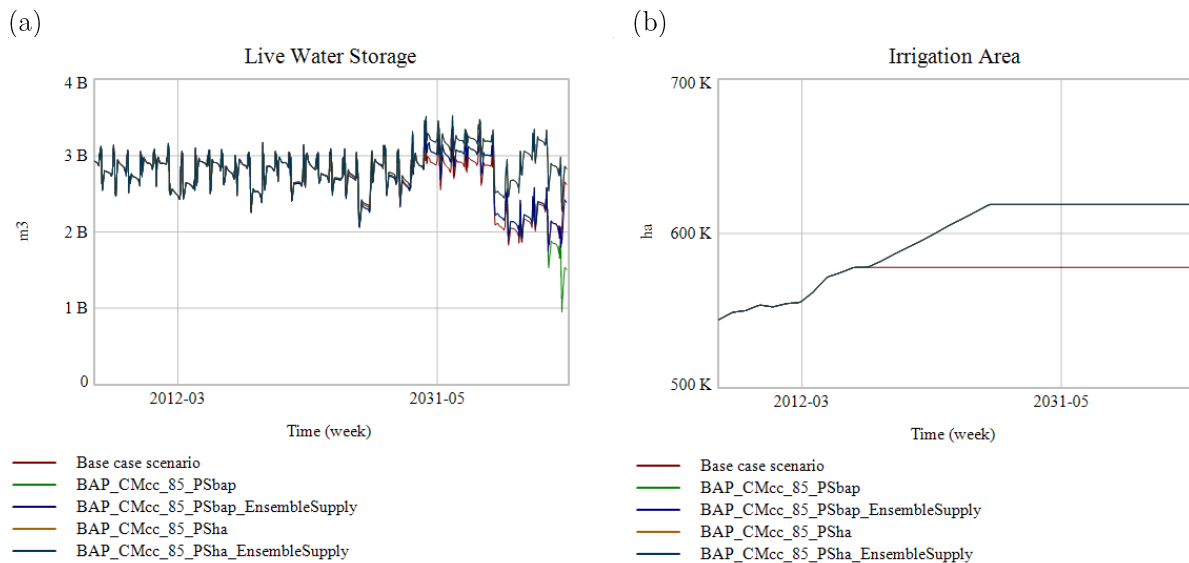 (a)
Live Water Storage
4 B
3 B
2 B
1 B
0
m3
2012-03
2031-05
Time (week)
Base case scenario
BAP_CMcc_85_PSbap
BAP_CMcc_85_PSbap_EnsembleSupply
BAP_CMcc_85_PSha
BAP_CMcc_85_PSha_EnsembleSupply
(b)
Irrigation Area
700 K
600 K
500 K
ha
2012-03
2031-05
Time (week)
Base case scenario
BAP_CMcc_85_PSbap
BAP_CMcc_85_PSbap_EnsembleSupply
BAP_CMcc_85_PSha
BAP_CMcc_85_PSha_EnsembleSupply